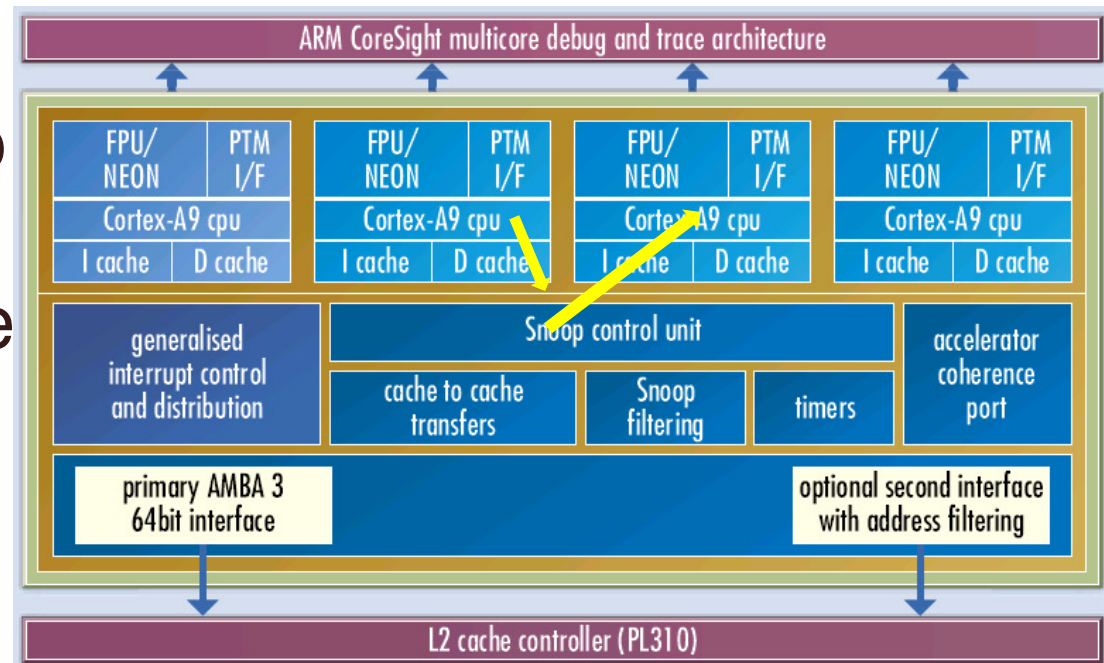 ARM CoreSight multicore debug and trace architecture
FPU/
NEON
PTM
I/F
Cortex-A9 cpu
I cache
D cache
FPU/
NEON
PTM
I/F
Cortex-A9 cpu
I cache
D cache
FPU/
NEON
PTM
I/F
Cortex-A9 cpu
I cache
D cache
FPU/
NEON
PTM
I/F
Cortex-A9 cpu
I cache
D cache
e
generalised
interrupt control
and distribution
Snoop control unit
cache to cache
transfers
Snoop
filtering
timers
accelerator
coherence
port
primary AMBA 3
64bit interface
optional second interface
with address filtering
L2 cache controller (PL310)